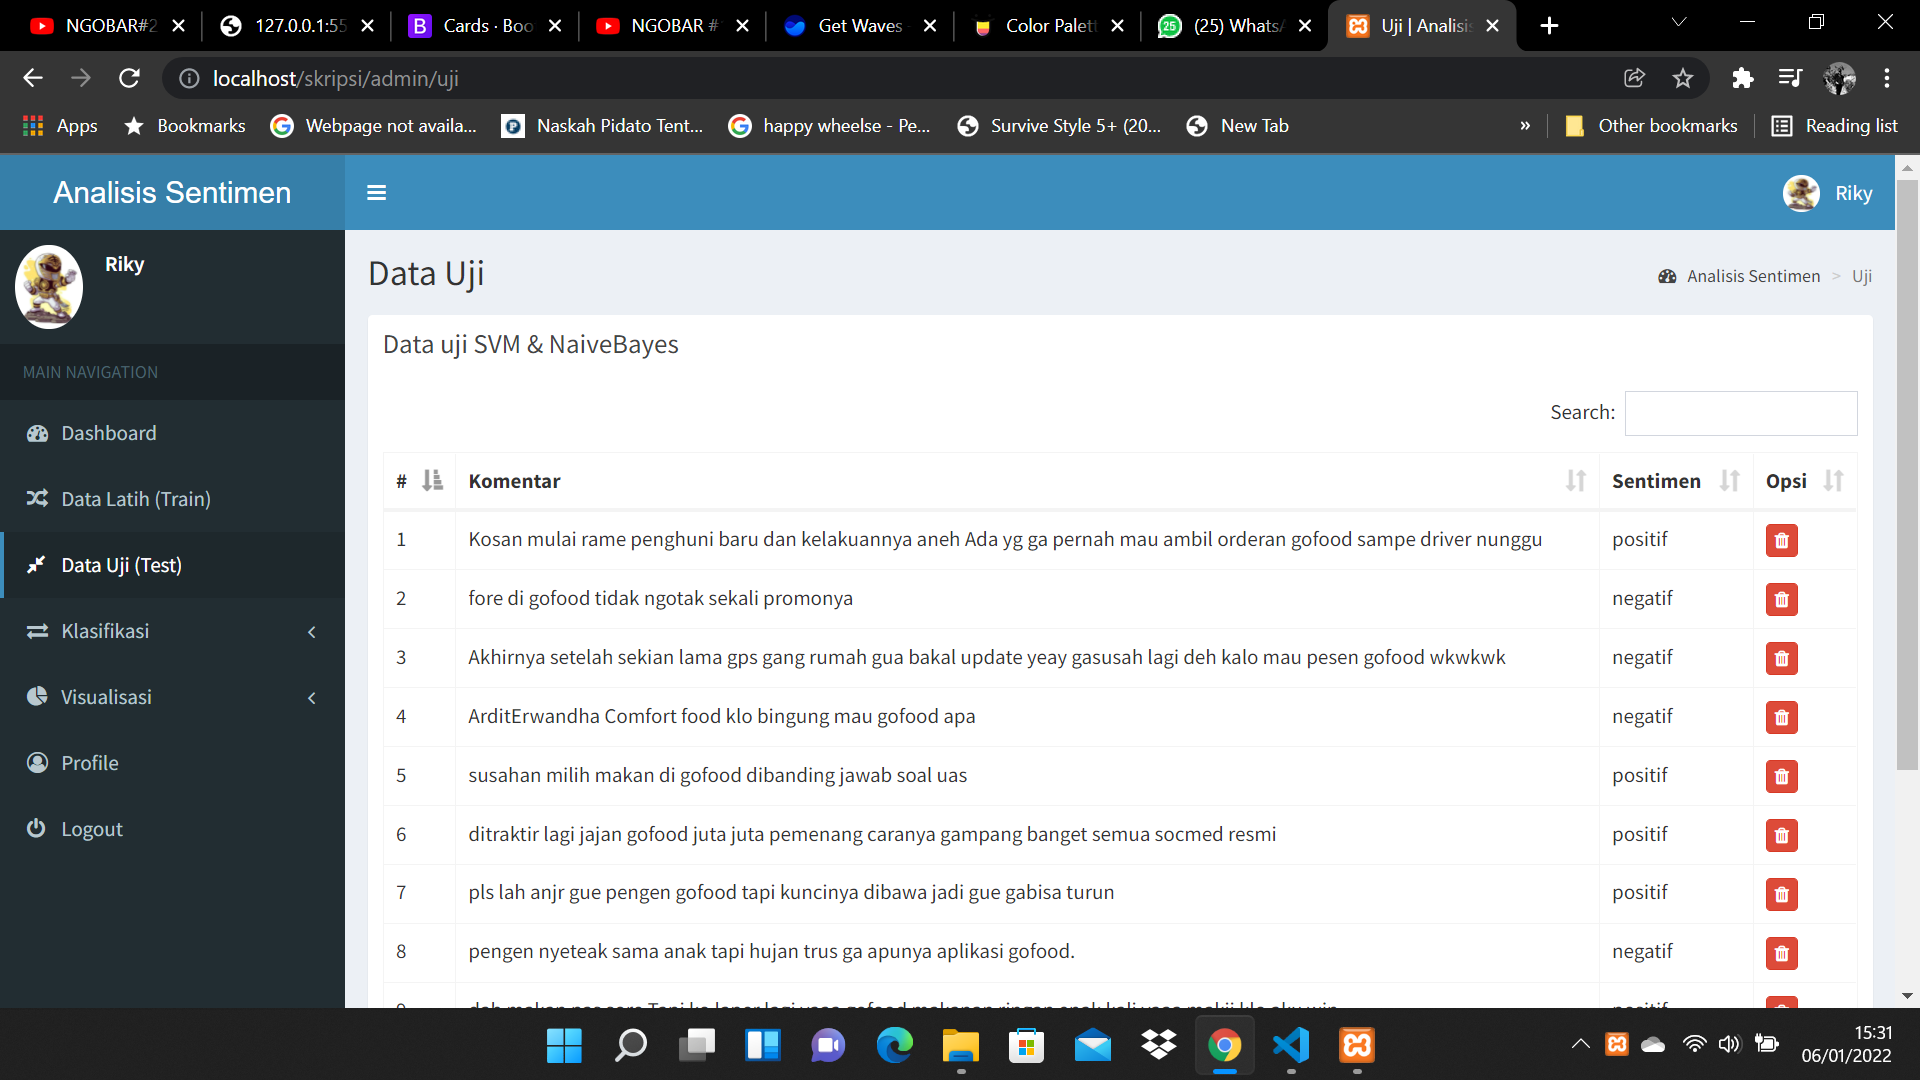 NGOBAR#2
127.0.0.1:55
Cards · Boo
NGOBAR #
Get Waves
Color Palett
(25) Whats
Uji | Analisis
localhost/skripsi/admin/uji
Apps
Bookmarks
Webpage not availa...
Naskah Pidato Tent...
happy wheelse - Pe...
Survive Style 5+ (20...
New Tab
»
Other bookmarks
Reading list
Analisis Sentimen
Riky
Riky
MAIN NAVIGATION
Dashboard
Data Latih (Train)
Data Uji (Test)
Klasifikasi
Visualisasi
Profile
Logout
Data Uji
Analisis Sentimen > Uji
Data uji SVM & NaiveBayes
Search:
# Komentar Sentimen Opsi
1 Kosan mulai rame penghuni baru dan kelakuannya aneh Ada yg ga pernah mau ambil orderan gofood sampe driver nunggu positif
2 fore di gofood tidak ngotak sekali promonya negatif
3 Akhirnya setelah sekian lama gps gang rumah gua bakal update yeay gasusah lagi deh kalo mau pesen gofood wkwkwk negatif
4 ArditErwandha Comfort food klo bingung mau gofood apa negatif
5 susahan milih makan di gofood dibanding jawab soal uas positif
6 ditraktir lagi jajan gofood juta juta pemenang caranya gampang banget semua socmed resmi positif
7 pls lah anjr gue pengen gofood tapi kuncinya dibawa jadi gue gabisa turun positif
8 pengen nyeteak sama anak tapi hujan trus ga apunya aplikasi gofood. negatif
15:31
06/01/2022